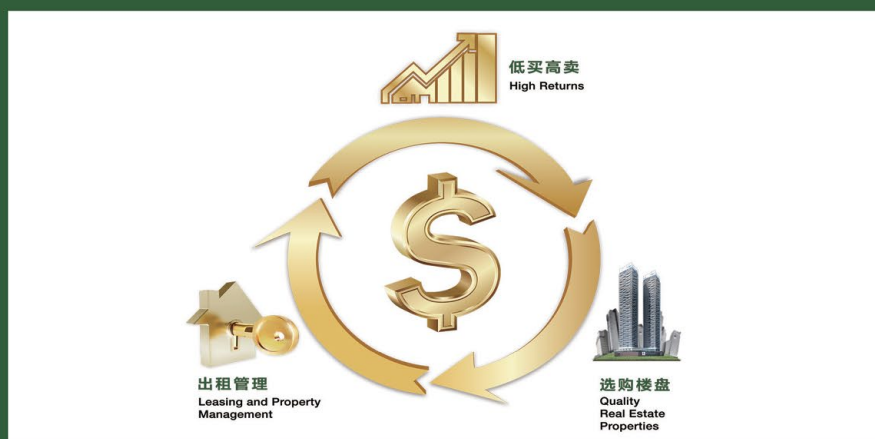 低买高卖
High Returns
出租管理
Leasing and Property
Management
选购楼盘
Quality
Real Estate
Properties